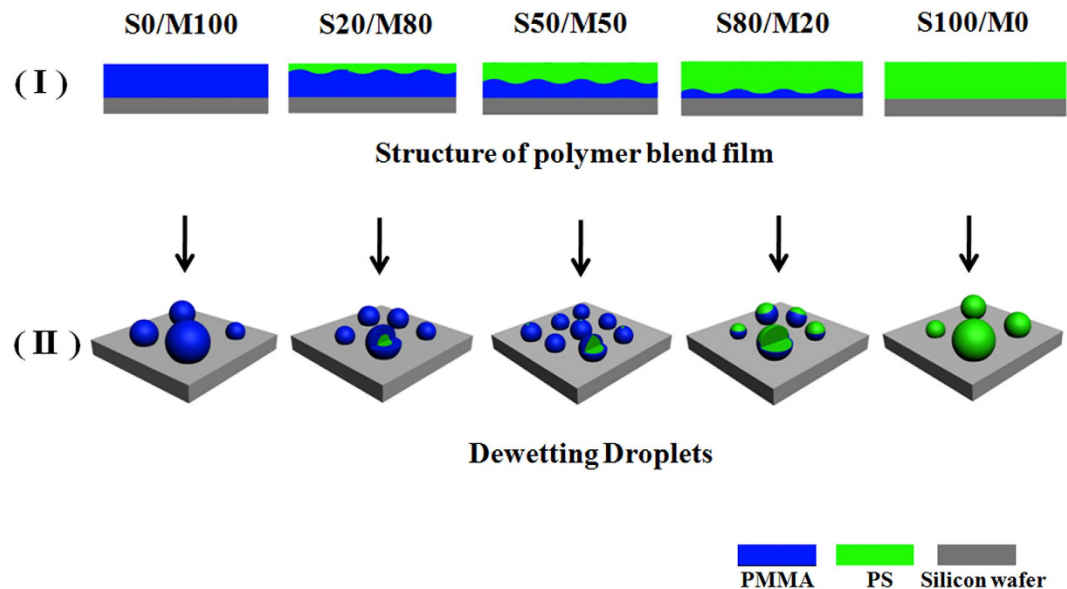 S0/M100 S20/M80 S50/M50 S80/M20 S100/M0
( I )
Structure of polymer blend film
( II )
Dewetting Droplets
PMMA PS Silicon wafer